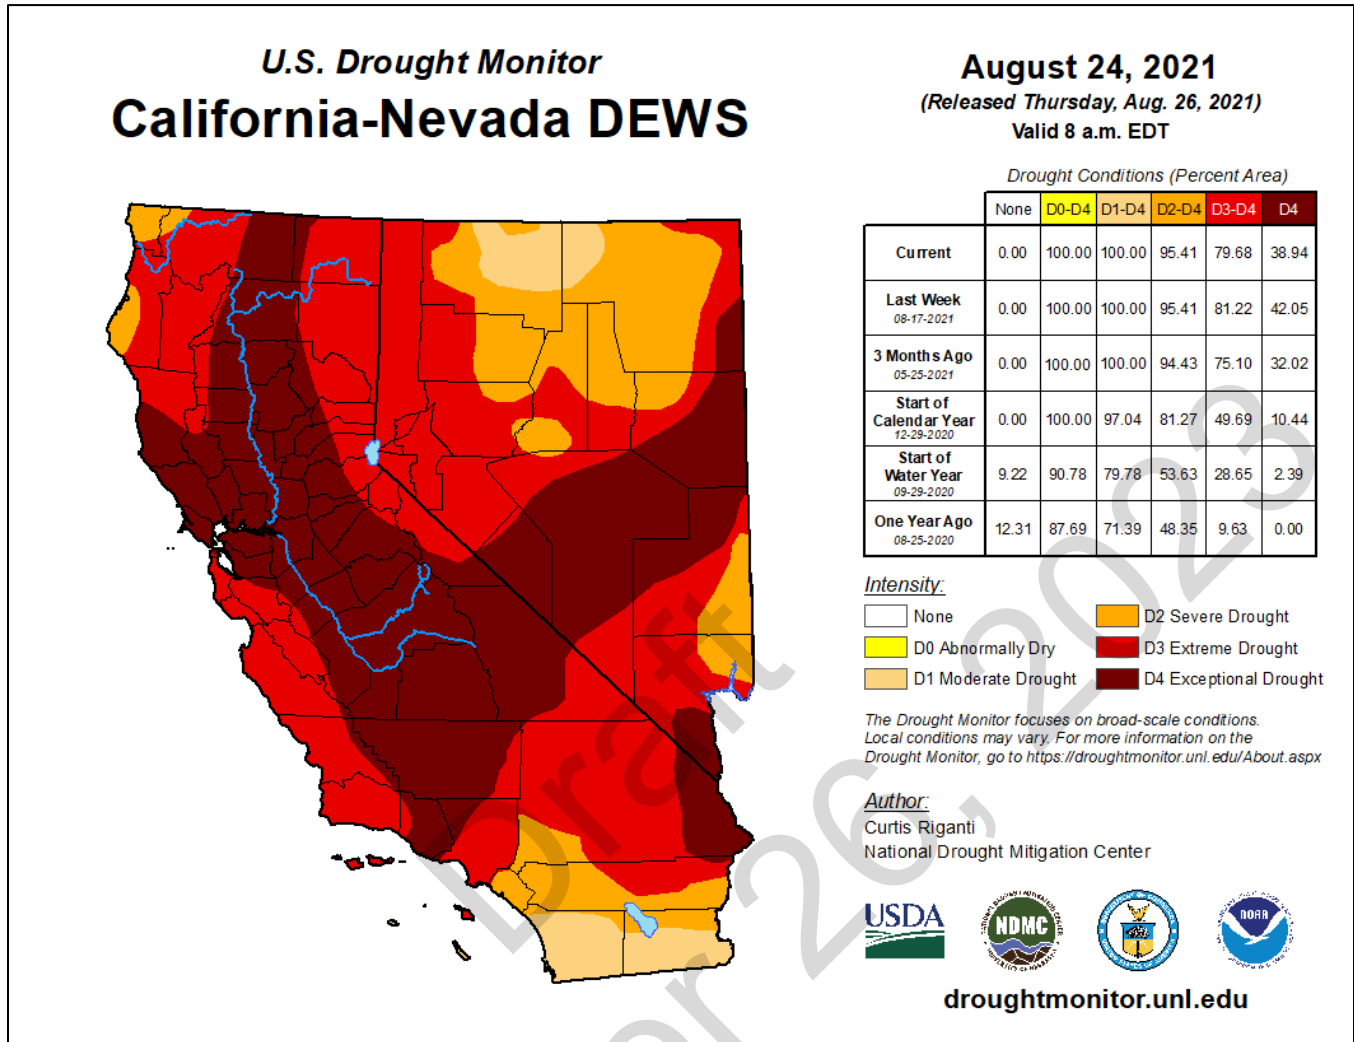 U.S. Drought Monitor
California-Nevada DEWS
August 24, 2021
(Released Thursday, Aug. 26, 2021)
Valid 8 a.m. EDT
Drought Conditions (Percent Area)
None D0-D4 D1-D4 D2-D4 D3-D4 D4
Current 0.00 100.00 100.00 95.41 79.68 38.94
Last Week
08-17-2021
0.00 100.00 100.00 95.41 81.22 42.05
3 Months Ago
05-25-2021
0.00 100.00 100.00 94.43 75.10 32.02
Start of
Calendar Year
12-29-2020
0.00 100.00 97.04 81.27 49.69 10.44
Start of
Water Year
09-29-2020
9.22 90.78 79.78 53.63 28.65 2.39
One Year Ago
08-25-2020
12.31 87.69 71.39 48.35 9.63 0.00
Intensity:
None
D0 Abnormally Dry
D1 Moderate Drought
D2 Severe Drought
D3 Extreme Drought
D4 Exceptional Drought
The Drought Monitor focuses on broad-scale conditions.
Local conditions may vary. For more information on the
Drought Monitor, go to https://droughtmonitor.unl.edu/About.aspx
Author:
Curtis Riganti
National Drought Mitigation Center
USDA
NDMC
NOAA
droughtmonitor.unl.edu
Draft
er 26, 2023